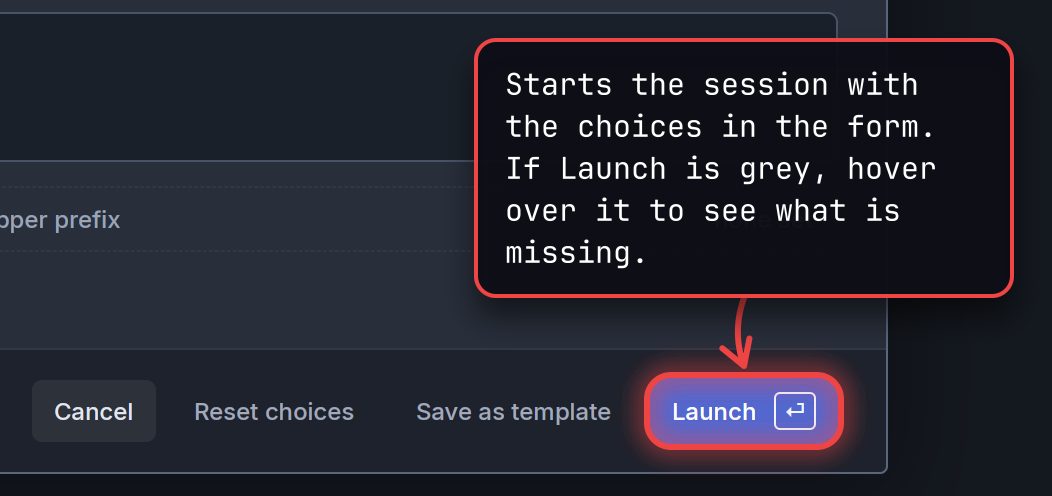 Starts the session with
the choices in the form.
If Launch is grey, hover
over it to see what is
missing.
prefix
Cancel
Reset choices
Save as template
Launch